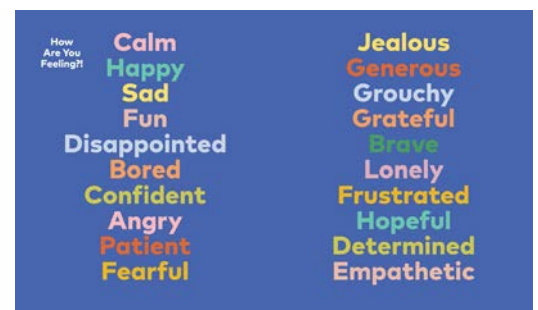 How
Are You
Feeling?!
Calm
Happy
Sad
Fun
Disappointed
Bored
Confident
Angry
Patient
Fearful
Jealous
Generous
Grouchy
Grateful
Brave
Lonely
Frustrated
Hopeful
Determined
Empathetic